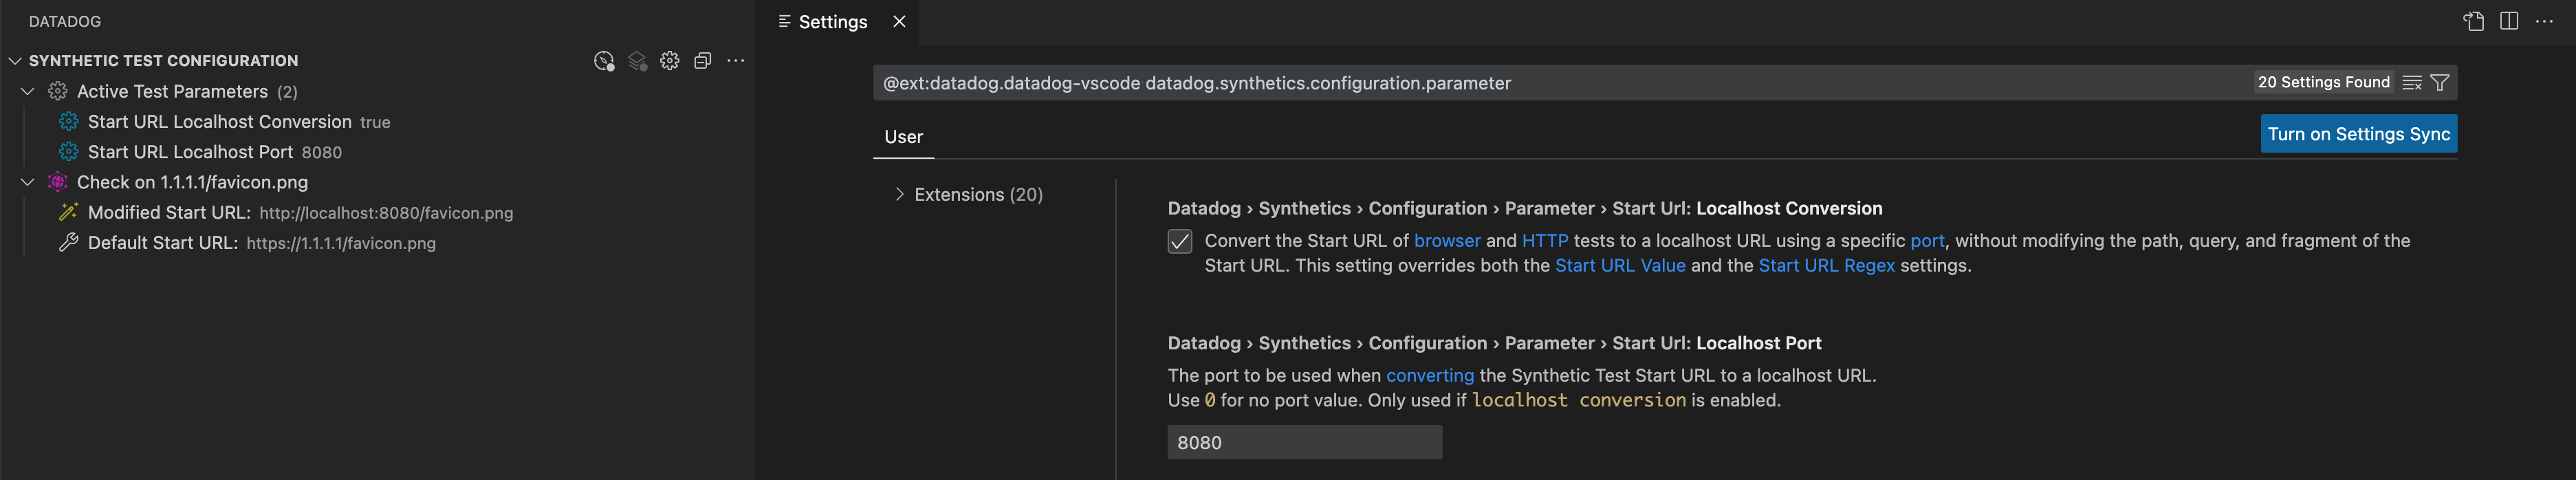 DATADOG
SYNTHETIC TEST CONFIGURATION
Active Test Parameters (2)
Start URL Localhost Conversion true
Start URL Localhost Port 8080
Check on 1.1.1.1/favicon.png
Modified Start URL: http://localhost:8080/favicon.png
Default Start URL: https://1.1.1.1/favicon.png
Settings
@ext:datadog.datadog-vscode datadog.synthetics.configuration.parameter
20 Settings Found
User
Turn on Settings Sync
Extensions (20)
Datadog › Synthetics › Configuration › Parameter › Start Url: Localhost Conversion
Convert the Start URL of browser and HTTP tests to a localhost URL using a specific port, without modifying the path, query, and fragment of the
Start URL. This setting overrides both the Start URL Value and the Start URL Regex settings.
Datadog › Synthetics › Configuration › Parameter › Start Url: Localhost Port
The port to be used when converting the Synthetic Test Start URL to a localhost URL.
Use 0 for no port value. Only used if localhost conversion is enabled.
8080